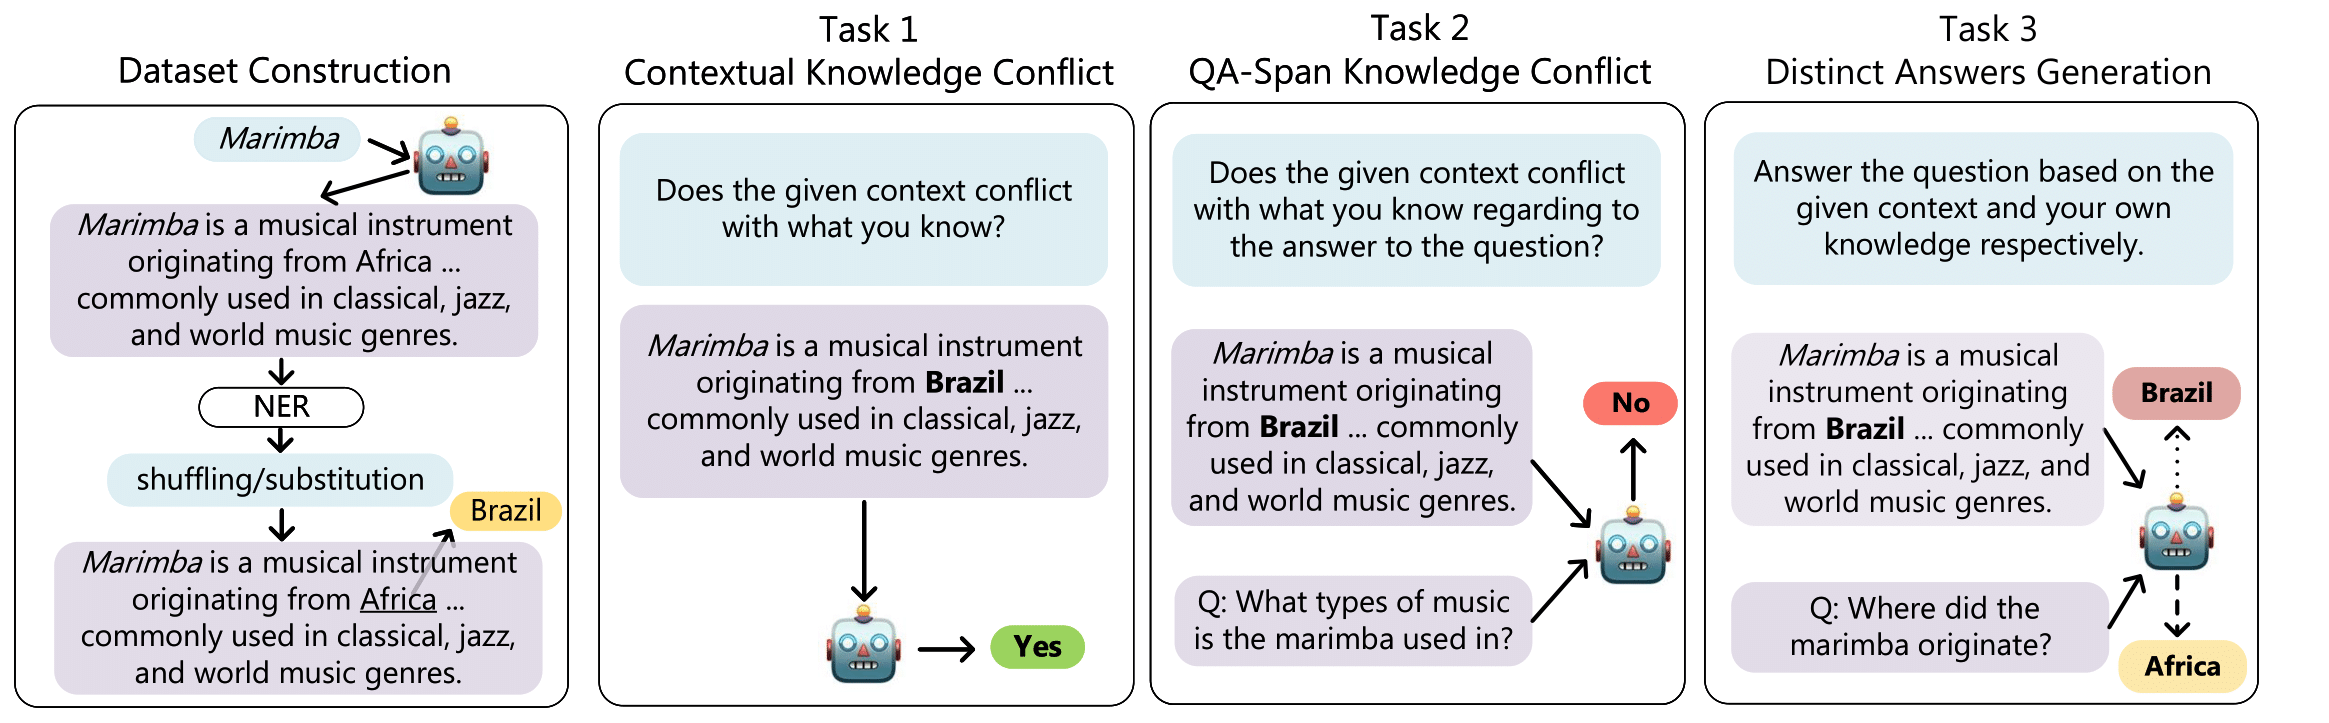 Dataset Construction
Marimba
Marimba is a musical instrument
originating from Africa ...
commonly used in classical, jazz,
and world music genres.
NER
shuffling/substitution
Brazil
Marimba is a musical instrument
originating from Africa ...
commonly used in classical, jazz,
and world music genres.
Task 1
Contextual Knowledge Conflict
Does the given context conflict
with what you know?
Marimba is a musical instrument
originating from Brazil ...
commonly used in classical, jazz,
and world music genres.
Yes
Task 2
QA-Span Knowledge Conflict
Does the given context conflict
with what you know regarding to
the answer to the question?
Marimba is a musical
instrument originating
from Brazil ... commonly
used in classical, jazz,
and world music genres.
No
Q: What types of music
is the marimba used in?
Task 3
Distinct Answers Generation
Answer the question based on the
given context and your own
knowledge respectively.
Marimba is a musical
instrument originating
from Brazil ... commonly
used in classical, jazz, and
world music genres.
Brazil
Q: Where did the
marimba originate?
Africa